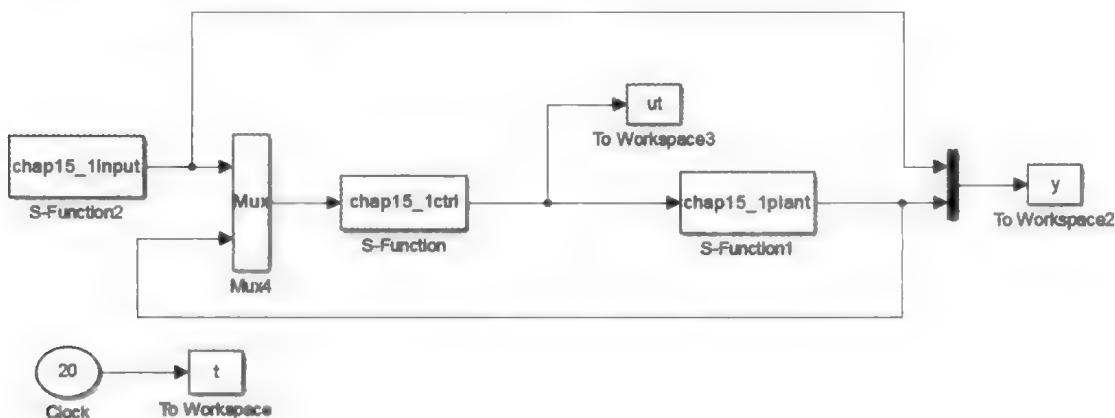 ut
To Workspace3
chap15_1input
S-Function2
Mux
Mux4
chap15_1ctrl
S-Function
chap15_1plant
S-Function1
y
To Workspace2
20
Clock
t
To Workspace